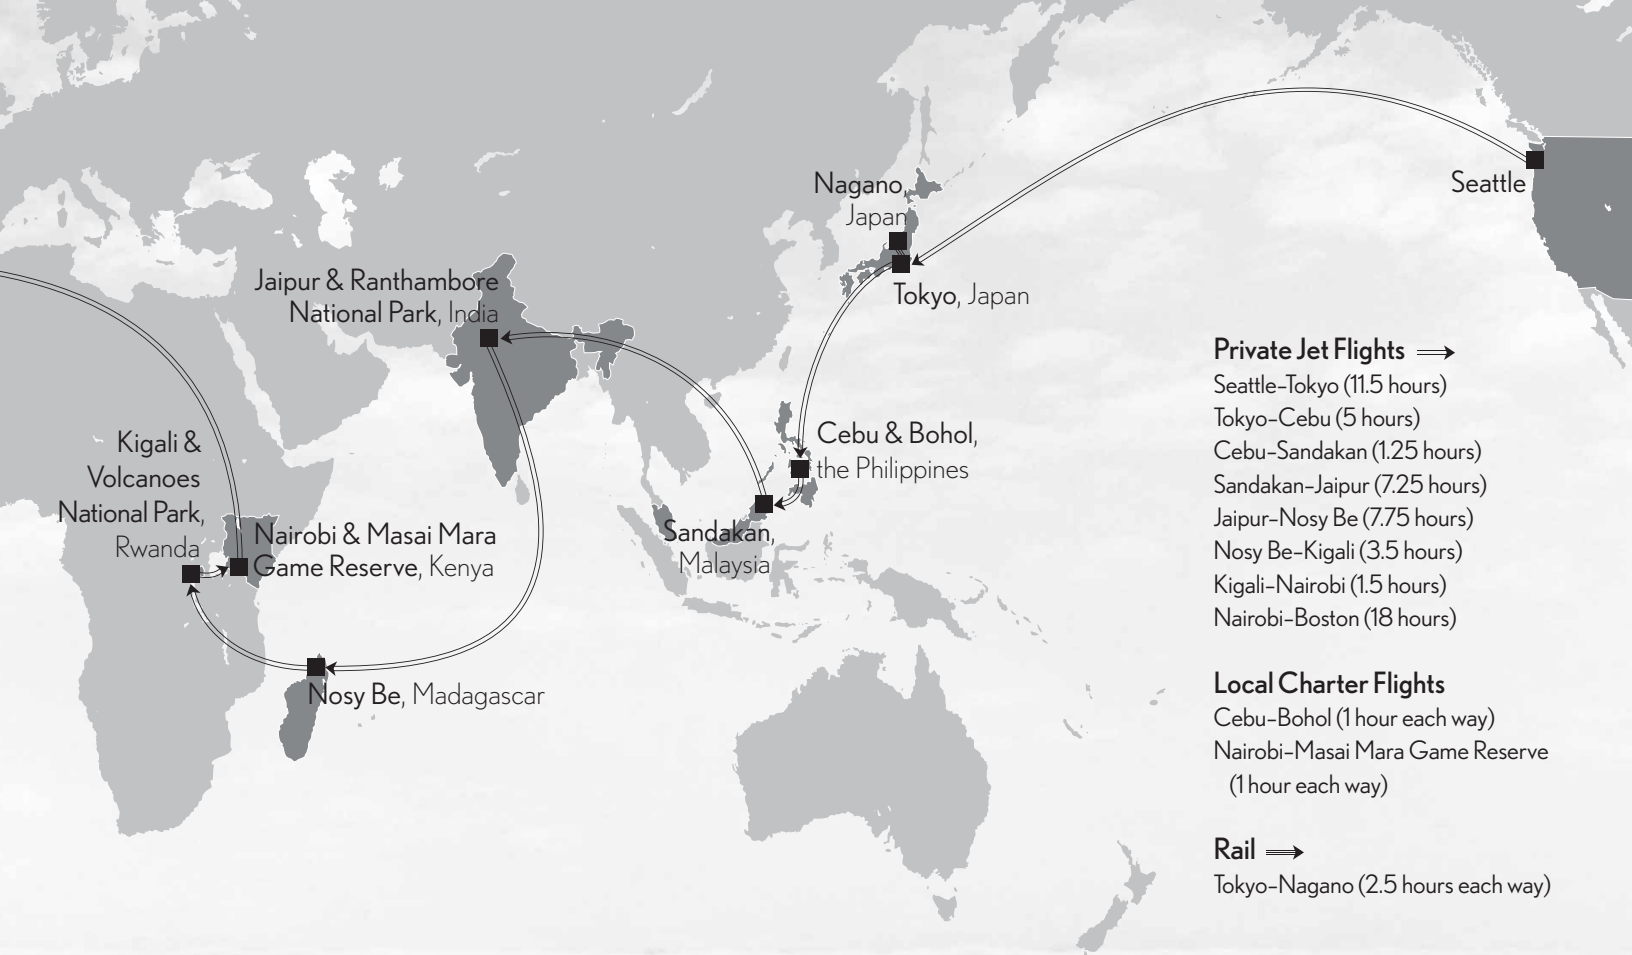 Seattle
Nagano,
Japan
Tokyo, Japan
Jaipur & Ranthambore
National Park, India
Cebu & Bohol,
the Philippines
Sandakan,
Malaysia
Kigali &
Volcanoes
National Park,
Rwanda
Nairobi & Masai Mara
Game Reserve, Kenya
Nosy Be, Madagascar
Private Jet Flights
Seattle–Tokyo (11.5 hours)
Tokyo–Cebu (5 hours)
Cebu–Sandakan (1.25 hours)
Sandakan–Jaipur (7.25 hours)
Jaipur–Nosy Be (7.75 hours)
Nosy Be–Kigali (3.5 hours)
Kigali–Nairobi (1.5 hours)
Nairobi–Boston (18 hours)
Local Charter Flights
Cebu–Bohol (1 hour each way)
Nairobi–Masai Mara Game Reserve
(1 hour each way)
Rail
Tokyo–Nagano (2.5 hours each way)